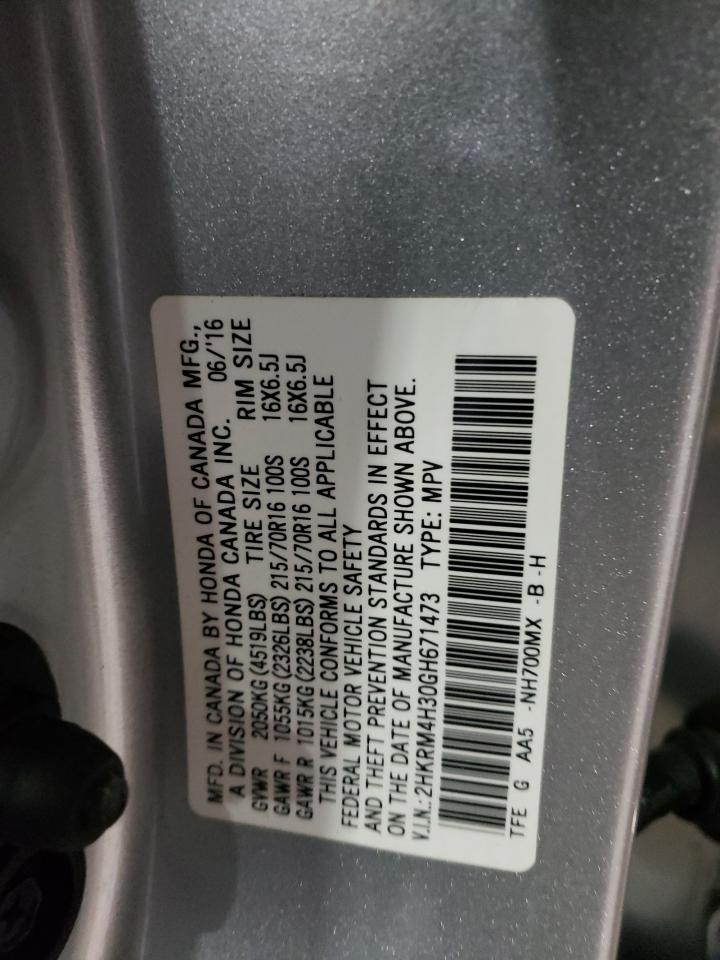 MFD. IN CANADA BY HONDA OF CANADA MFG.,
A DIVISION OF HONDA CANADA INC. 06/'16
GVWR 2050KG (4519LBS) TIRE SIZE RIM SIZE
GAWR F 1055KG (2326LBS) 215/70R16 100S 16X6.5J
GAWR R 1015KG (2238LBS) 215/70R16 100S 16X6.5J
THIS VEHICLE CONFORMS TO ALL APPLICABLE
FEDERAL MOTOR VEHICLE SAFETY
AND THEFT PREVENTION STANDARDS IN EFFECT
ON THE DATE OF MANUFACTURE SHOWN ABOVE.
V.I.N.: 2HKRM4H30GH671473 TYPE: MPV
TFE G AA5 -NH700MX -B -H